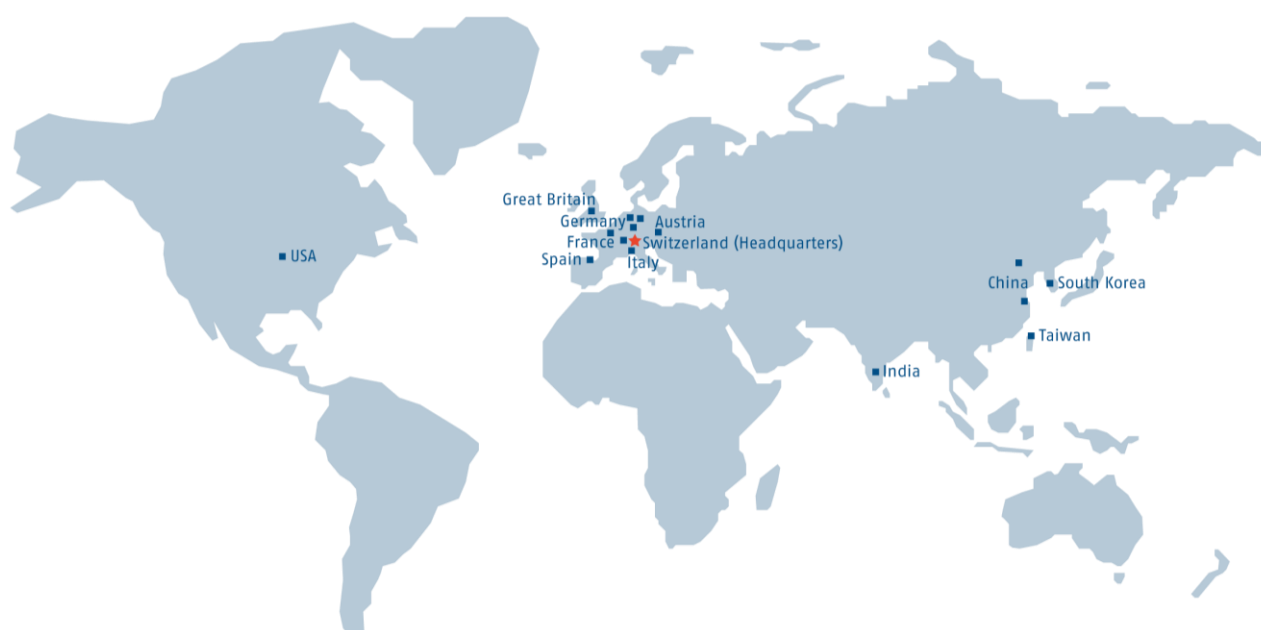 Great Britain
Germany
Austria
France
Switzerland (Headquarters)
Spain
Italy
USA
China
South Korea
Taiwan
India